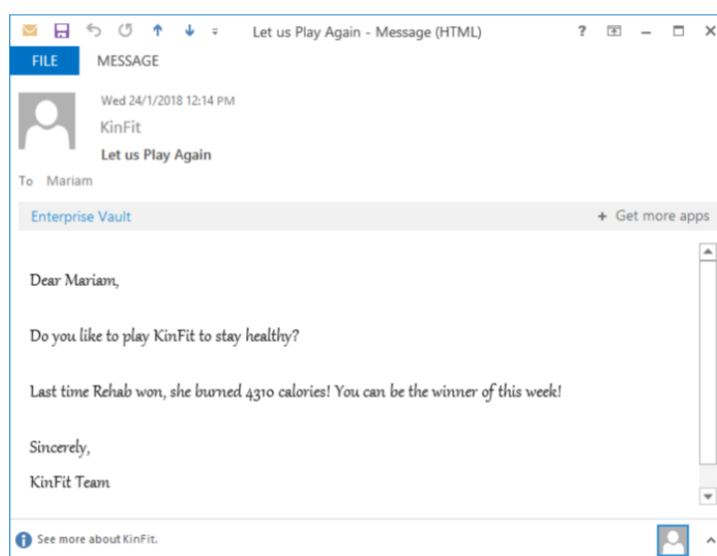 Let us Play Again - Message (HTML)
?
FILE MESSAGE
Wed 24/1/2018 12:14 PM
KinFit
Let us Play Again
To Mariam
Enterprise Vault + Get more apps
Dear Mariam,
Do you like to play KinFit to stay healthy?
Last time Rehab won, she burned 4310 calories! You can be the winner of this week!
Sincerely,
KinFit Team
See more about KinFit.